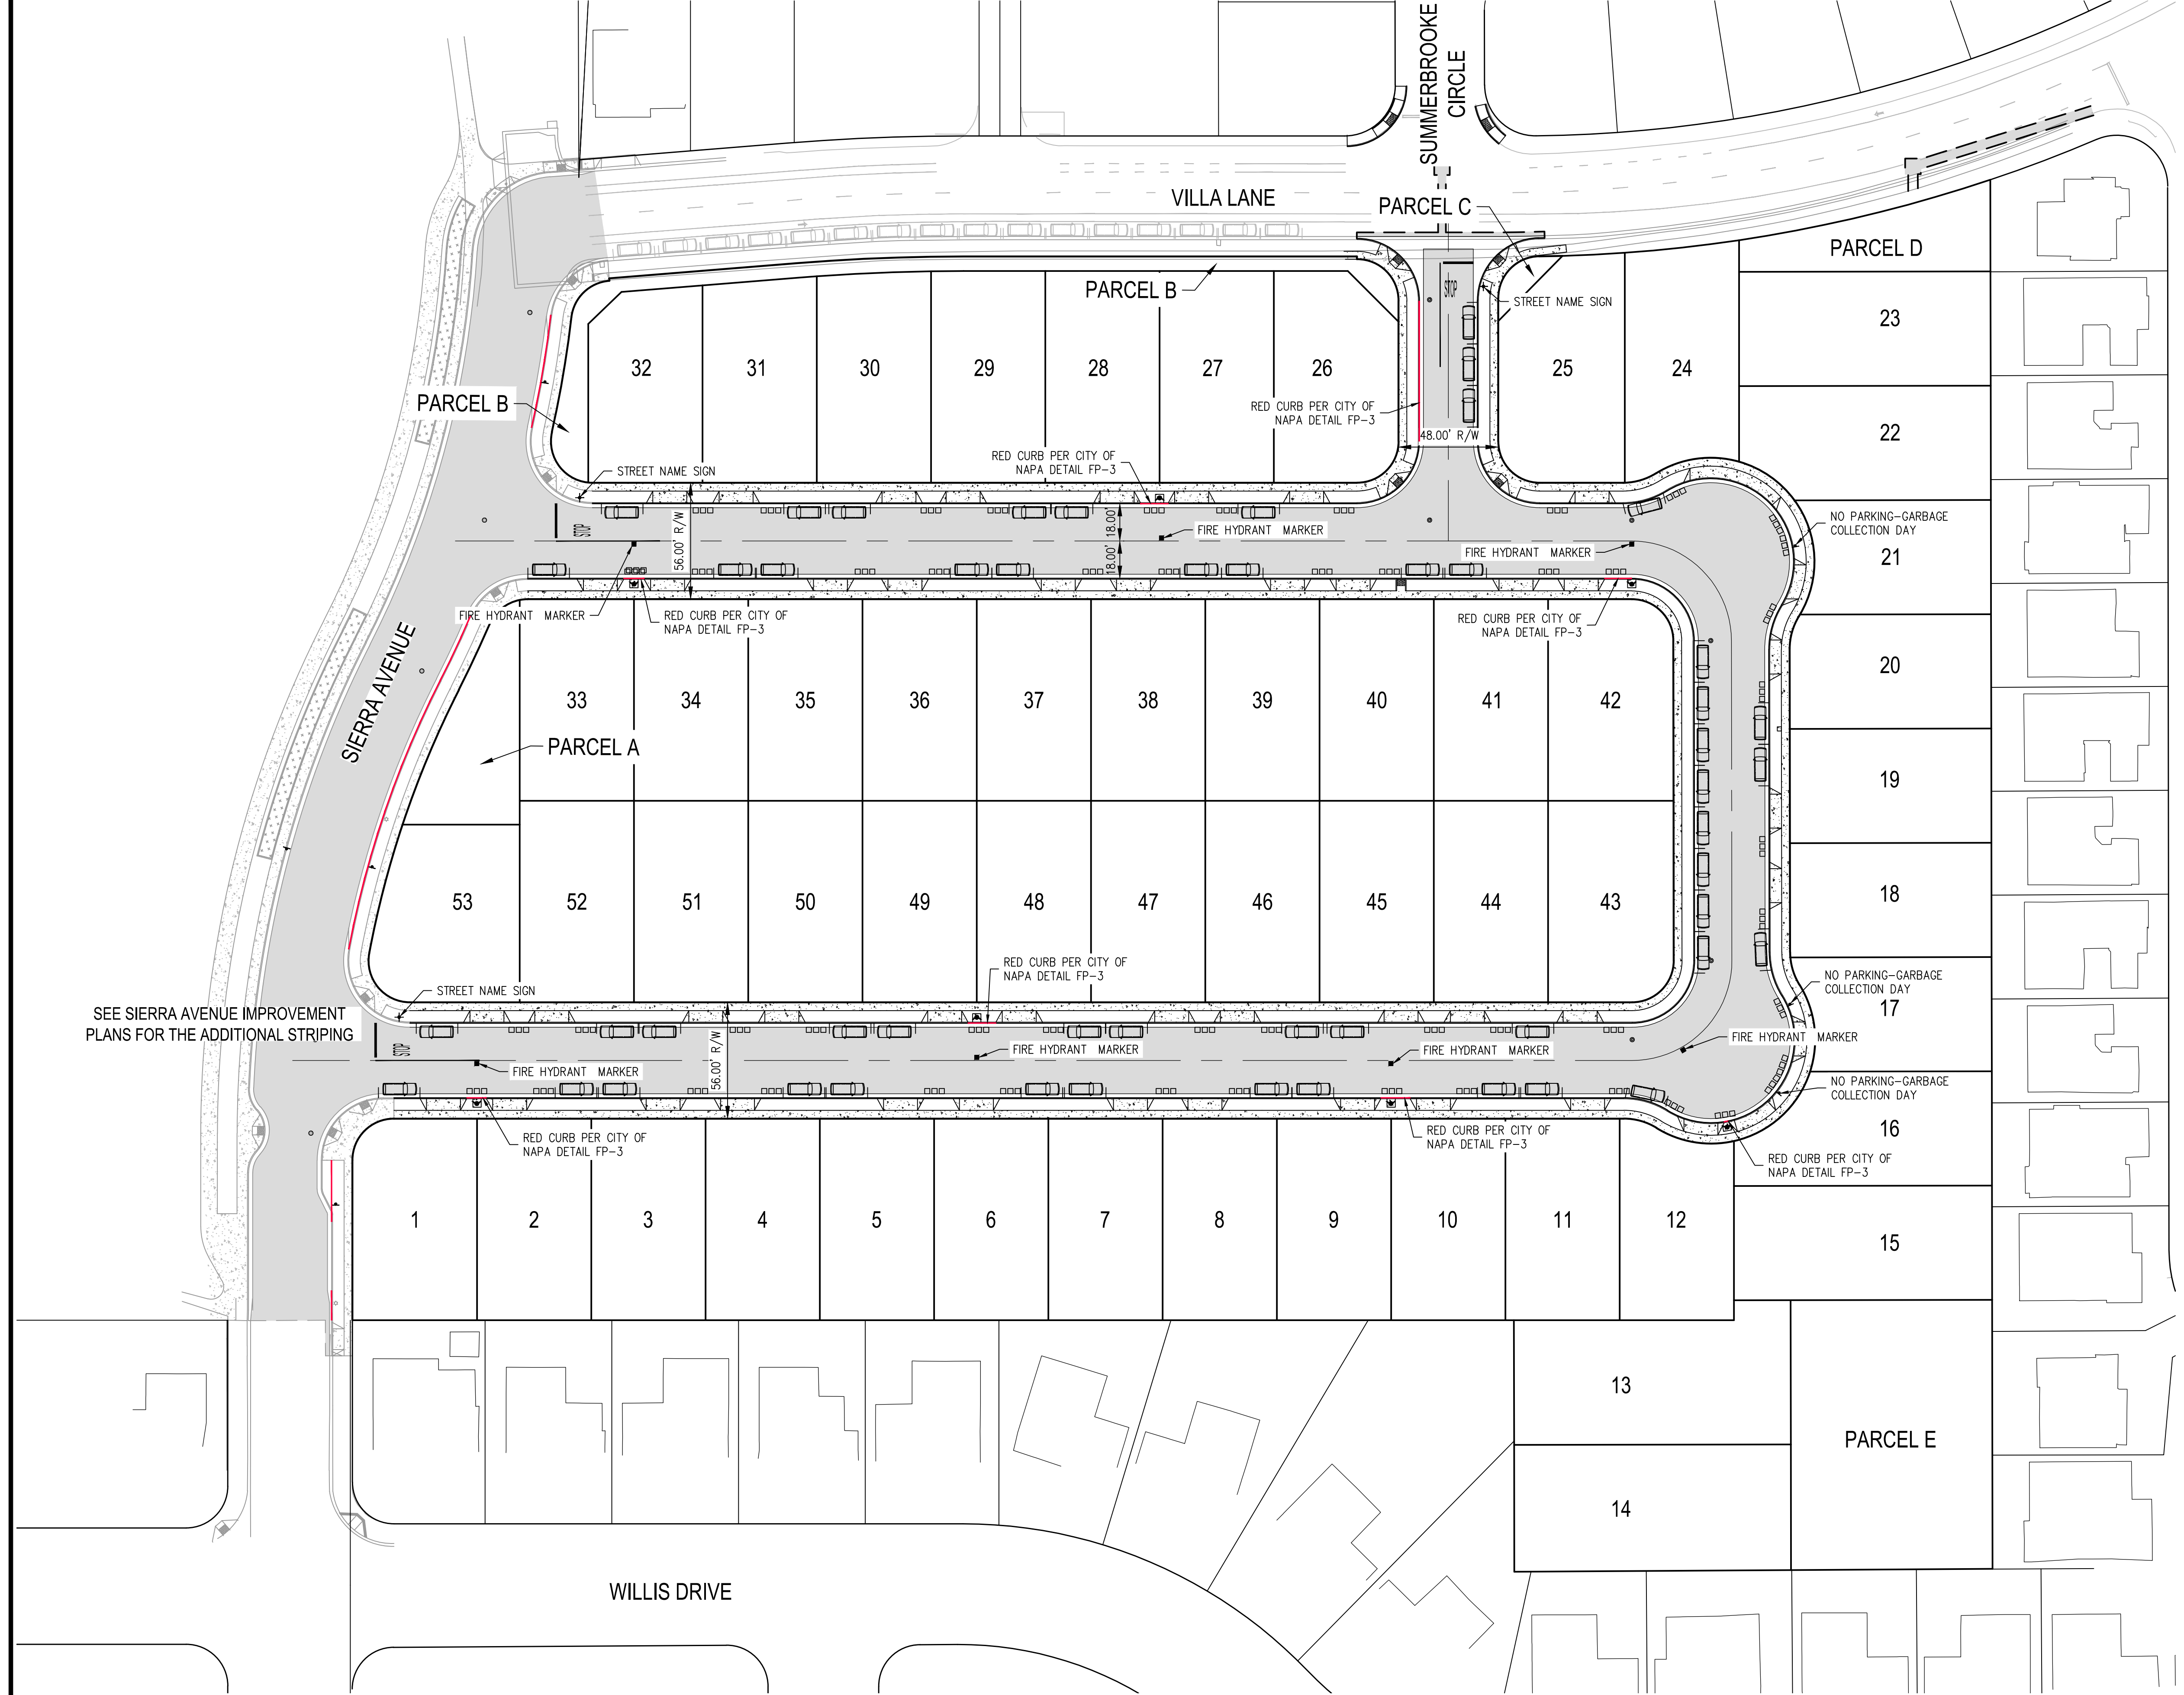 SUMMERBROOKE
CIRCLE
VILLA LANE
PARCEL C
PARCEL D
PARCEL B
STOP
STREET NAME SIGN
23
32
31
30
29
28
27
26
25
24
PARCEL B
RED CURB PER CITY OF
NAPA DETAIL FP-3
48.00' R/W
22
STREET NAME SIGN
RED CURB PER CITY OF
NAPA DETAIL FP-3
STOP
56.00' R/W
18.00'
18.00'
FIRE HYDRANT MARKER
FIRE HYDRANT MARKER
NO PARKING-GARBAGE
COLLECTION DAY
21
FIRE HYDRANT MARKER
RED CURB PER CITY OF
NAPA DETAIL FP-3
RED CURB PER CITY OF
NAPA DETAIL FP-3
SIERRA AVENUE
20
33
34
35
36
37
38
39
40
41
42
PARCEL A
19
53
52
51
50
49
48
47
46
45
44
43
18
RED CURB PER CITY OF
NAPA DETAIL FP-3
STREET NAME SIGN
NO PARKING-GARBAGE
COLLECTION DAY
17
SEE SIERRA AVENUE IMPROVEMENT
PLANS FOR THE ADDITIONAL STRIPING
STOP
56.00' R/W
FIRE HYDRANT MARKER
FIRE HYDRANT MARKER
FIRE HYDRANT MARKER
FIRE HYDRANT MARKER
NO PARKING-GARBAGE
COLLECTION DAY
16
RED CURB PER CITY OF
NAPA DETAIL FP-3
RED CURB PER CITY OF
NAPA DETAIL FP-3
RED CURB PER CITY OF
NAPA DETAIL FP-3
1
2
3
4
5
6
7
8
9
10
11
12
15
13
PARCEL E
14
WILLIS DRIVE